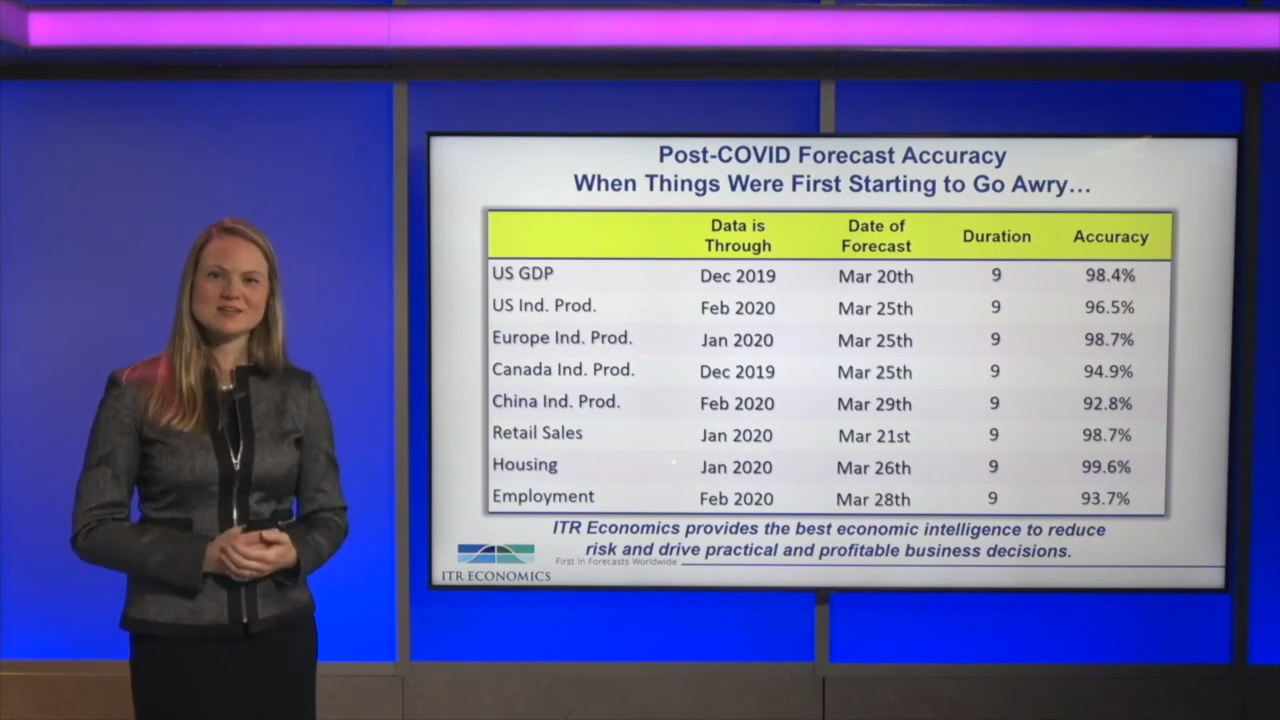 Post-COVID Forecast Accuracy
When Things Were First Starting to Go Awry...
Data is Through Date of Forecast Duration Accuracy
US GDP Dec 2019 Mar 20th 9 98.4%
US Ind. Prod. Feb 2020 Mar 25th 9 96.5%
Europe Ind. Prod. Jan 2020 Mar 25th 9 98.7%
Canada Ind. Prod. Dec 2019 Mar 25th 9 94.9%
China Ind. Prod. Feb 2020 Mar 29th 9 92.8%
Retail Sales Jan 2020 Mar 21st 9 98.7%
Housing Jan 2020 Mar 26th 9 99.6%
Employment Feb 2020 Mar 28th 9 93.7%
ITR Economics provides the best economic intelligence to reduce
risk and drive practical and profitable business decisions.
First In Forecasts Worldwide
ITR ECONOMICS